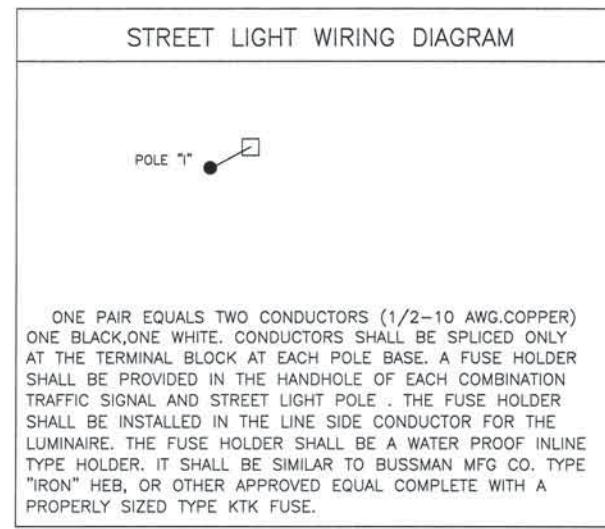 STREET LIGHT WIRING DIAGRAM
POLE "I"
ONE PAIR EQUALS TWO CONDUCTORS (1/2-10 AWG.COPPER)
ONE BLACK,ONE WHITE. CONDUCTORS SHALL BE SPLICED ONLY
AT THE TERMINAL BLOCK AT EACH POLE BASE. A FUSE HOLDER
SHALL BE PROVIDED IN THE HANDHOLE OF EACH COMBINATION
TRAFFIC SIGNAL AND STREET LIGHT POLE . THE FUSE HOLDER
SHALL BE INSTALLED IN THE LINE SIDE CONDUCTOR FOR THE
LUMINAIRE. THE FUSE HOLDER SHALL BE A WATER PROOF INLINE
TYPE HOLDER. IT SHALL BE SIMILAR TO BUSSMAN MFG CO. TYPE
"IRON" HEB, OR OTHER APPROVED EQUAL COMPLETE WITH A
PROPERLY SIZED TYPE KTK FUSE.